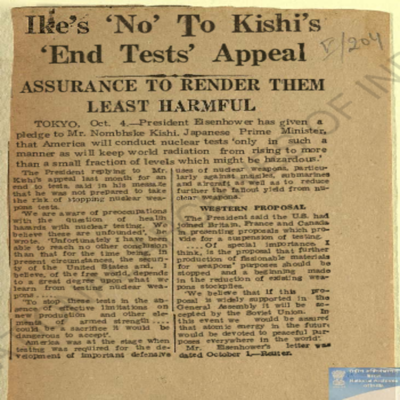 Ike's 'No' To Kishi's
'End Tests' Appeal
V/204
ASSURANCE TO RENDER THEM
LEAST HARMFUL
TOKYO, Oct. 4.—President Eisenhower has given a
pledge to Mr. Nombhske Kishi, Japanese Prime Minister,
that America will conduct nuclear tests 'only in such a
manner as will keep world radiation from rising to more
than a small fraction of levels which might be hazardous.'
The President replying to Mr.
Kishi's appeal last month for an
end to tests, said in his message
that he was not prepared to take
the risk of stopping nuclear wea-
pons tests.
"We are aware of preoccupations
with the question of health
hazards with nuclear testing. We
believe these are unfounded," he
wrote. 'Unfortunately I have been
able to reach no other conclusion
than that for the time being. In
present circumstances, the securi-
ty of the United States and, I
believe, of the free world, depends
to a great degree upon what we
learn from testing nuclear wea-
pons
'To stop these tests in the ab-
sence of effective limitations on
new production and other ele-
ments of armed strength
could be a sacrifice it would be
dangerous to accept'.
America was at the stage when
testing was required for the de-
velopment of important defensive
uses of nuclear weapons, particu-
larly against missiles, submarines
and aircraft as well as to reduce
further the fallout yield from nu-
clear weapons.
WESTERN PROPOSAL
The President said the U.S. had
joined Britain, France and Canada
in presenting proposals which pro-
vide for a suspension of testing.
....Of special importance, I
think, is the proposal that further
production of fissionable materials
for weapons' purposes should be
stopped and a beginning made
in the reduction of existing wea-
pons stockpiles.
'We believe that if this pro-
posal is widely supported in the
General Assembly it will be ac-
cepted by the Soviet Union. In
this event we would be assured
that atomic energy in the future
would be devoted to peaceful pur-
poses everywhere in the world'.
Mr. Eisenhower's letter was
dated October 1.—Reuter.
OF IN